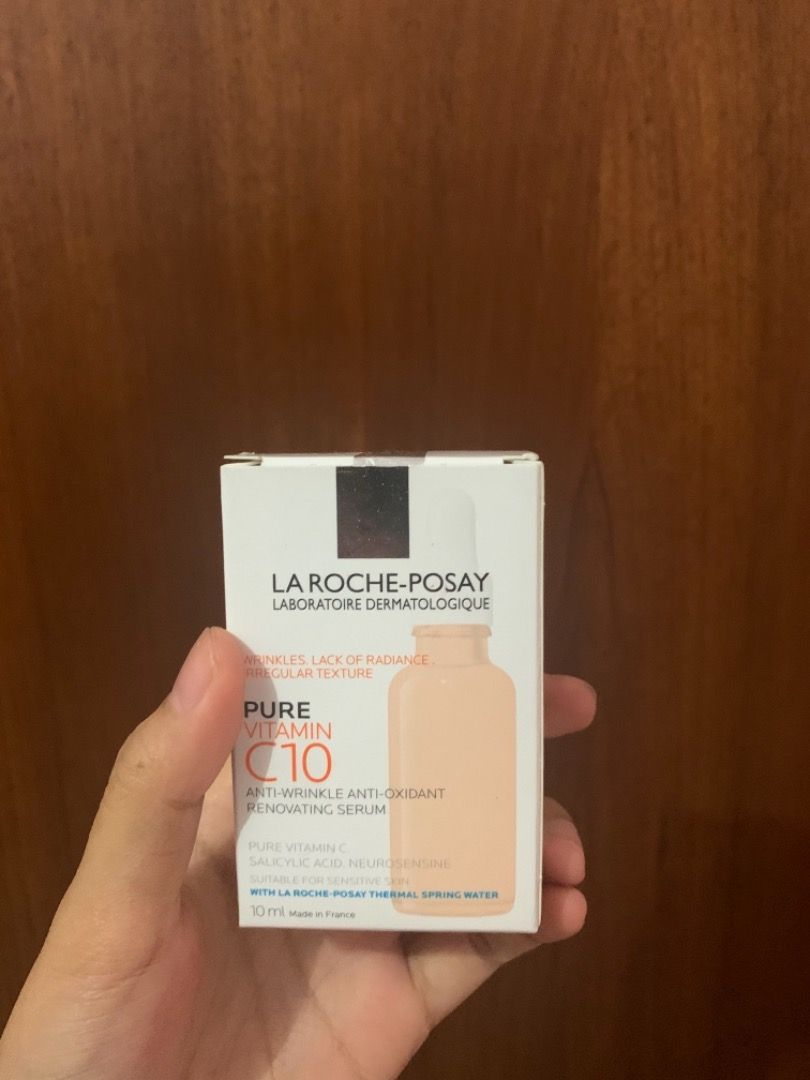 LA ROCHE-POSAY
LABORATOIRE DERMATOLOGIQUE
WRINKLES. LACK OF RADIANCE.
IRREGULAR TEXTURE
PURE
VITAMIN
C10
ANTI-WRINKLE ANTI-OXIDANT
RENOVATING SERUM
PURE VITAMIN C.
SALICYLIC ACID. NEUROSENSINE
SUITABLE FOR SENSITIVE SKIN
WITH LA ROCHE-POSAY THERMAL SPRING WATER
10 ml Made in France